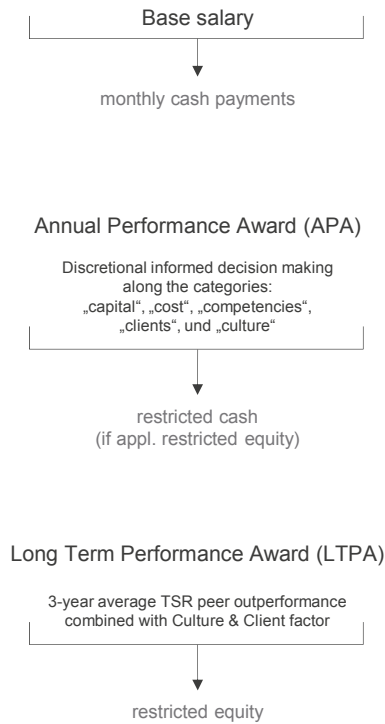 Base salary
monthly cash payments
Annual Performance Award (APA)
Discretional informed decision making
along the categories:
„capital“, „cost“, „competencies“,
„clients“, und „culture“
restricted cash
(if appl. restricted equity)
Long Term Performance Award (LTPA)
3-year average TSR peer outperformance
combined with Culture & Client factor
restricted equity